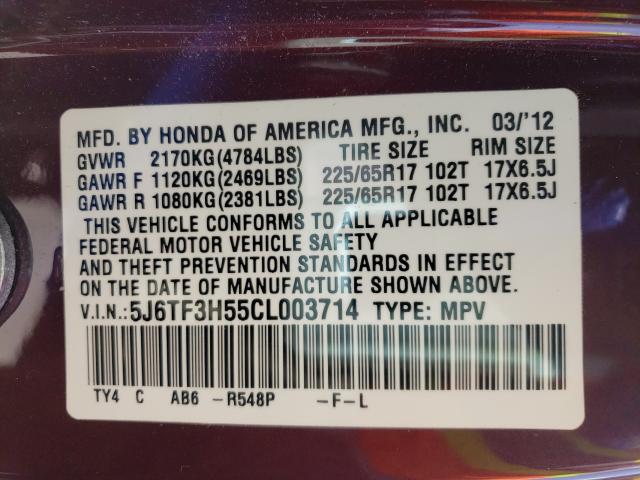 MFD. BY HONDA OF AMERICA MFG., INC. 03/'12
GVWR 2170KG(4784LBS) TIRE SIZE RIM SIZE
GAWR F 1120KG(2469LBS) 225/65R17 102T 17X6.5J
GAWR R 1080KG(2381LBS) 225/65R17 102T 17X6.5J
THIS VEHICLE CONFORMS TO ALL APPLICABLE
FEDERAL MOTOR VEHICLE SAFETY
AND THEFT PREVENTION STANDARDS IN EFFECT
ON THE DATE OF MANUFACTURE SHOWN ABOVE.
V.I.N.:5J6TF3H55CL003714 TYPE: MPV
TY4 C AB6 -R548P -F-L